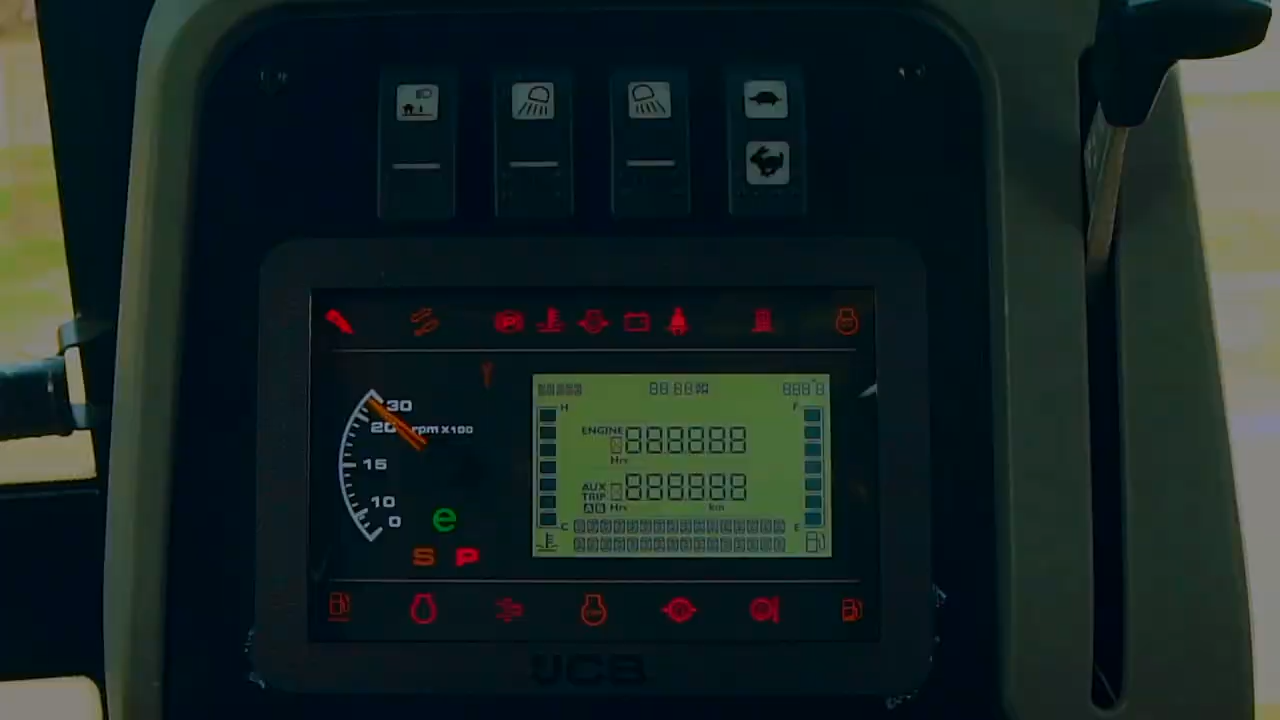 30
20 rpm X100
15
10
0
e
S P
H F
ENGINE 888888
Hrs
AUX 888888
TRIP
A B Hrs km
C E
JCB